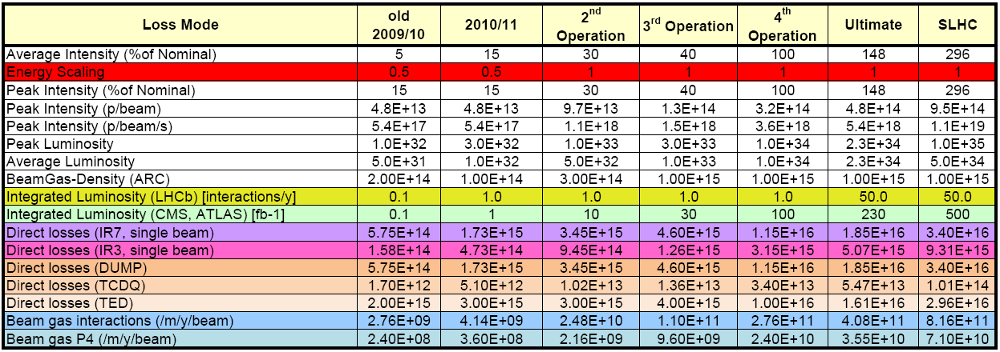 Loss Mode old 2009/10 2010/11 2nd Operation 3rd Operation 4th Operation Ultimate SLHC
Average Intensity (%of Nominal) 5 15 30 40 100 148 296
Energy Scaling 0.5 0.5 1 1 1 1 1
Peak Intensity (%of Nominal) 15 15 30 40 100 148 296
Peak Intensity (p/beam) 4.8E+13 4.8E+13 9.7E+13 1.3E+14 3.2E+14 4.8E+14 9.5E+14
Peak Intensity (p/beam/s) 5.4E+17 5.4E+17 1.1E+18 1.5E+18 3.6E+18 5.4E+18 1.1E+19
Peak Luminosity 1.0E+32 3.0E+32 1.0E+33 3.0E+33 1.0E+34 2.3E+34 1.0E+35
Average Luminosity 5.0E+31 1.0E+32 5.0E+32 1.0E+33 1.0E+34 2.3E+34 5.0E+34
BeamGas-Density (ARC) 2.00E+14 1.00E+14 3.00E+14 1.00E+15 1.00E+15 1.00E+15 1.00E+15
Integrated Luminosity (LHCb) [interactions/y] 0.1 1.0 1.0 1.0 1.0 50.0 50.0
Integrated Luminosity (CMS, ATLAS) [fb-1] 0.1 1 10 30 100 230 500
Direct losses (IR7, single beam) 5.75E+14 1.73E+15 3.45E+15 4.60E+15 1.15E+16 1.85E+16 3.40E+16
Direct losses (IR3, single beam) 1.58E+14 4.73E+14 9.45E+14 1.26E+15 3.15E+15 5.07E+15 9.31E+15
Direct losses (DUMP) 5.75E+14 1.73E+15 3.45E+15 4.60E+15 1.15E+16 1.85E+16 3.40E+16
Direct losses (TCDQ) 1.70E+12 5.10E+12 1.02E+13 1.36E+13 3.40E+13 5.47E+13 1.01E+14
Direct losses (TED) 2.00E+15 3.00E+15 3.00E+15 4.00E+15 1.00E+16 1.61E+16 2.96E+16
Beam gas interactions (/m/y/beam) 2.76E+09 4.14E+09 2.48E+10 1.10E+11 2.76E+11 4.08E+11 8.16E+11
Beam gas P4 (/m/y/beam) 2.40E+08 3.60E+08 2.16E+09 9.60E+09 2.40E+10 3.55E+10 7.10E+10